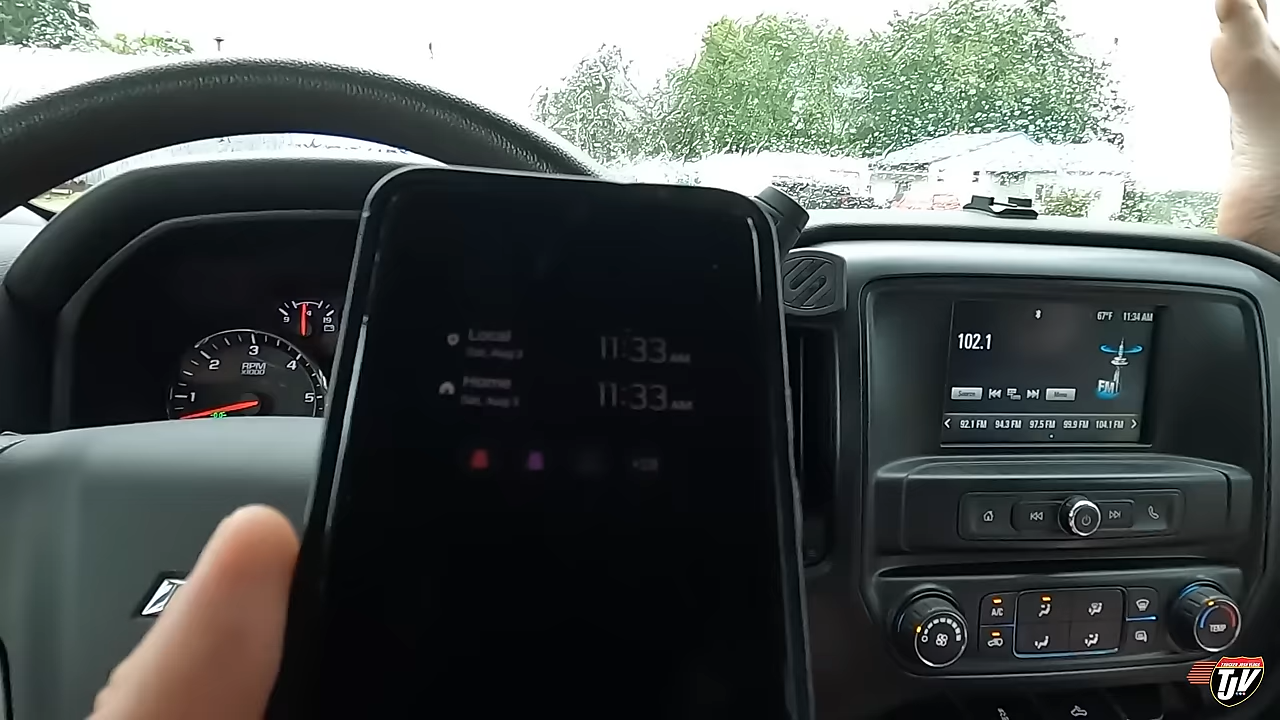 9 19
1 2 3 4 5
RPM
X1000
Local
11:33 AM
Home
11:33 AM
67°F 11:34 AM
102.1
FM
Source
Menu
92.1 FM 94.3 FM 97.5 FM 99.9 FM 104.1 FM
A/C
TEMP
TJV